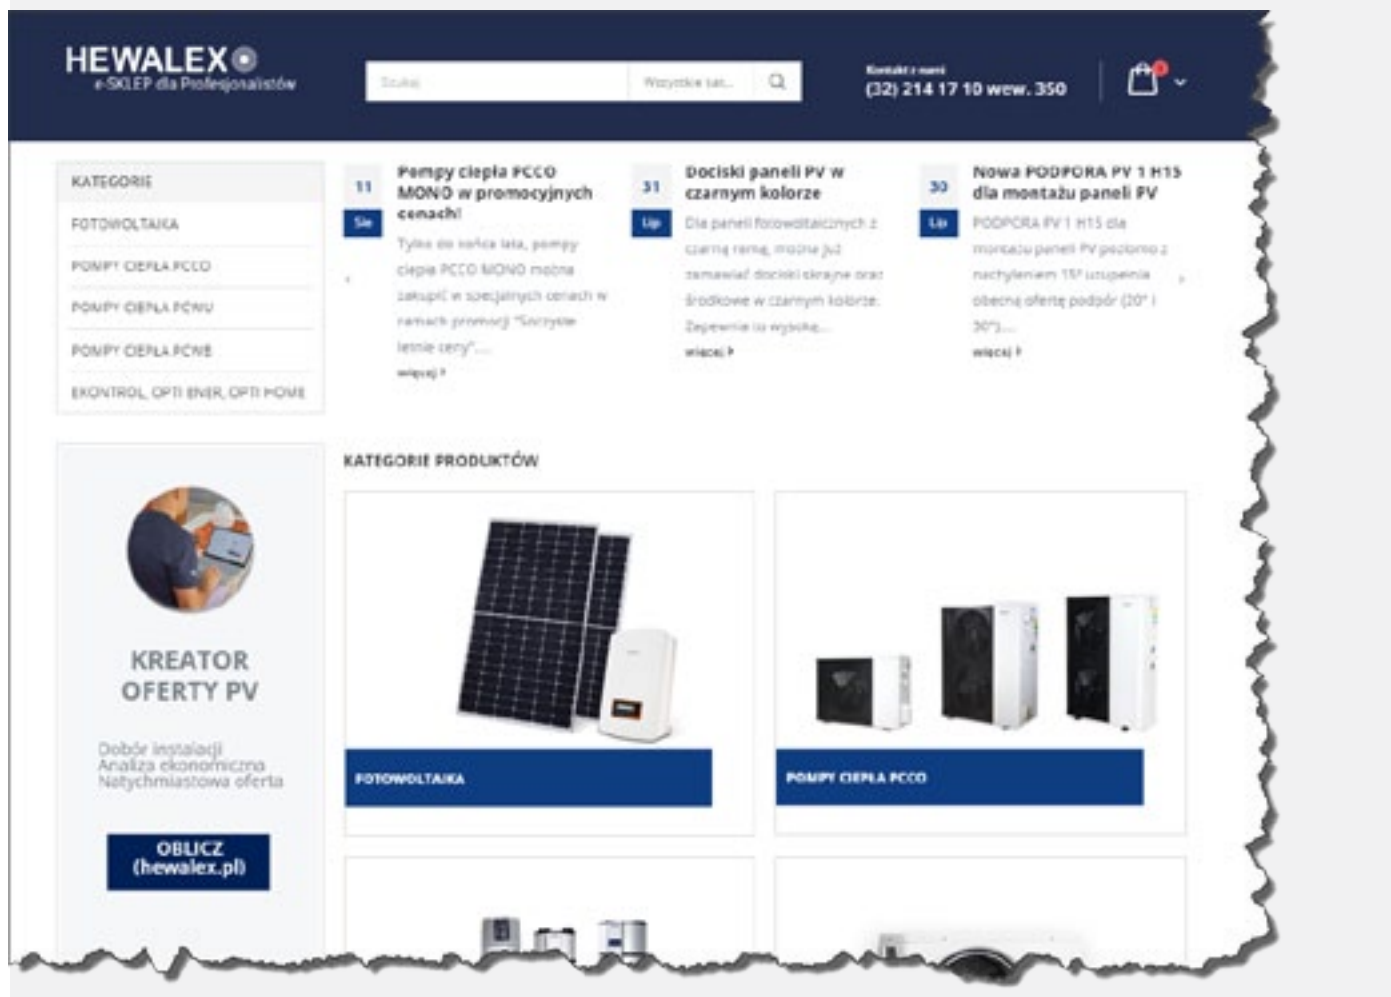 HEWALEX
e-SKLEP dla Profesjonalistów
Szukaj
Wszystkie kat...
Kontakt z nami
(32) 214 17 10 wew. 350
KATEGORIE
FOTOWOLTAIKA
POMPY CIEPŁA PCCO
POMPY CIEPŁA PCWU
POMPY CIEPŁA PCWB
EKONTROL, OPTI ENER, OPTI HOME
11
Sie
Pompy ciepła PCCO
MONO w promocyjnych
cenach!
Tylko do końca lata, pompy
ciepła PCCO MONO można
zakupić w specjalnych cenach w
ramach promocji "Soczyste
letnie ceny"....
więcej
31
Lip
Dociski paneli PV w
czarnym kolorze
Dla paneli fotowoltaicznych z
czarną ramą, można już
zamawiać dociski skrajne oraz
środkowe w czarnym kolorze.
Zapewnia to wysoką...
więcej
30
Lip
Nowa PODPORA PV 1 H15
dla montażu paneli PV
PODPORA PV 1 H15 dla
montażu paneli PV poziomo z
nachyleniem 15° uzupełnia
obecną ofertę podpór (20° i
30°)....
więcej
KREATOR
OFERTY PV
Dobór instalacji
Analiza ekonomiczna
Natychmiastowa oferta
OBLICZ
(hewalex.pl)
KATEGORIE PRODUKTÓW
FOTOWOLTAIKA
POMPY CIEPŁA PCCO